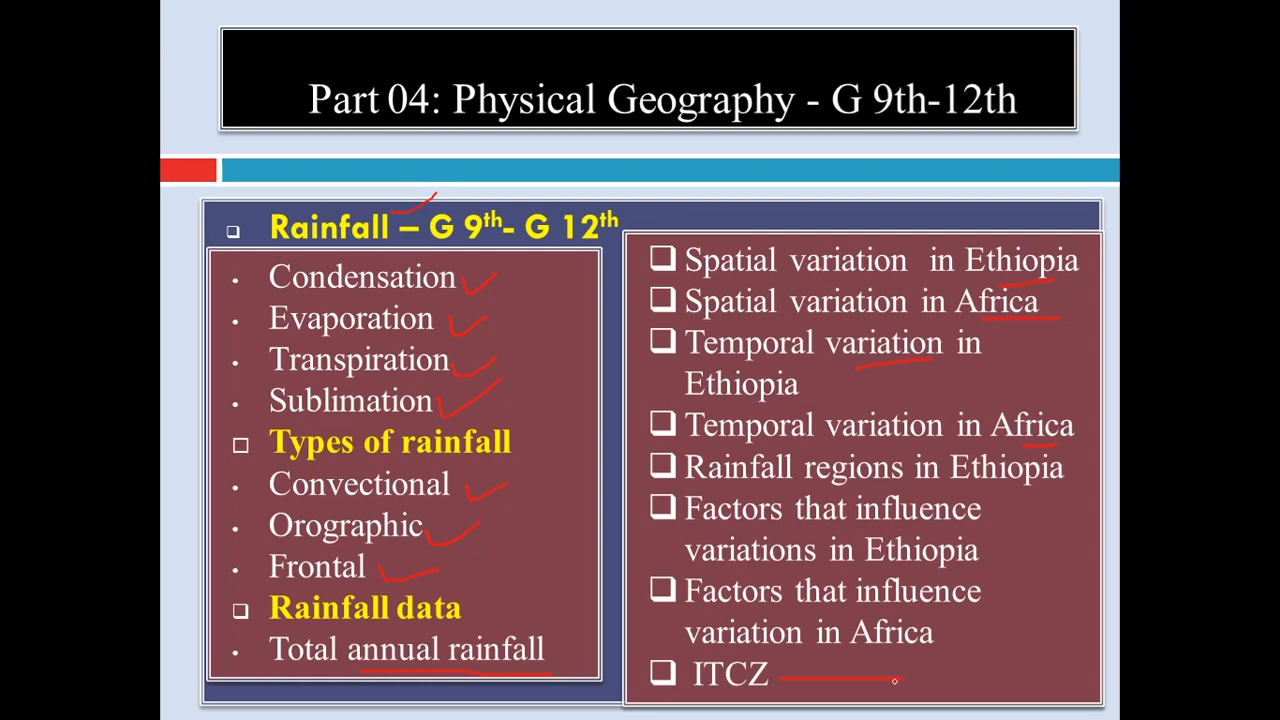 Part 04: Physical Geography - G 9th-12th
Rainfall – G 9th- G 12th
Condensation
Evaporation
Transpiration
Sublimation
Types of rainfall
Convectional
Orographic
Frontal
Rainfall data
Total annual rainfall
Spatial variation in Ethiopia
Spatial variation in Africa
Temporal variation in
Ethiopia
Temporal variation in Africa
Rainfall regions in Ethiopia
Factors that influence
variations in Ethiopia
Factors that influence
variation in Africa
ITCZ